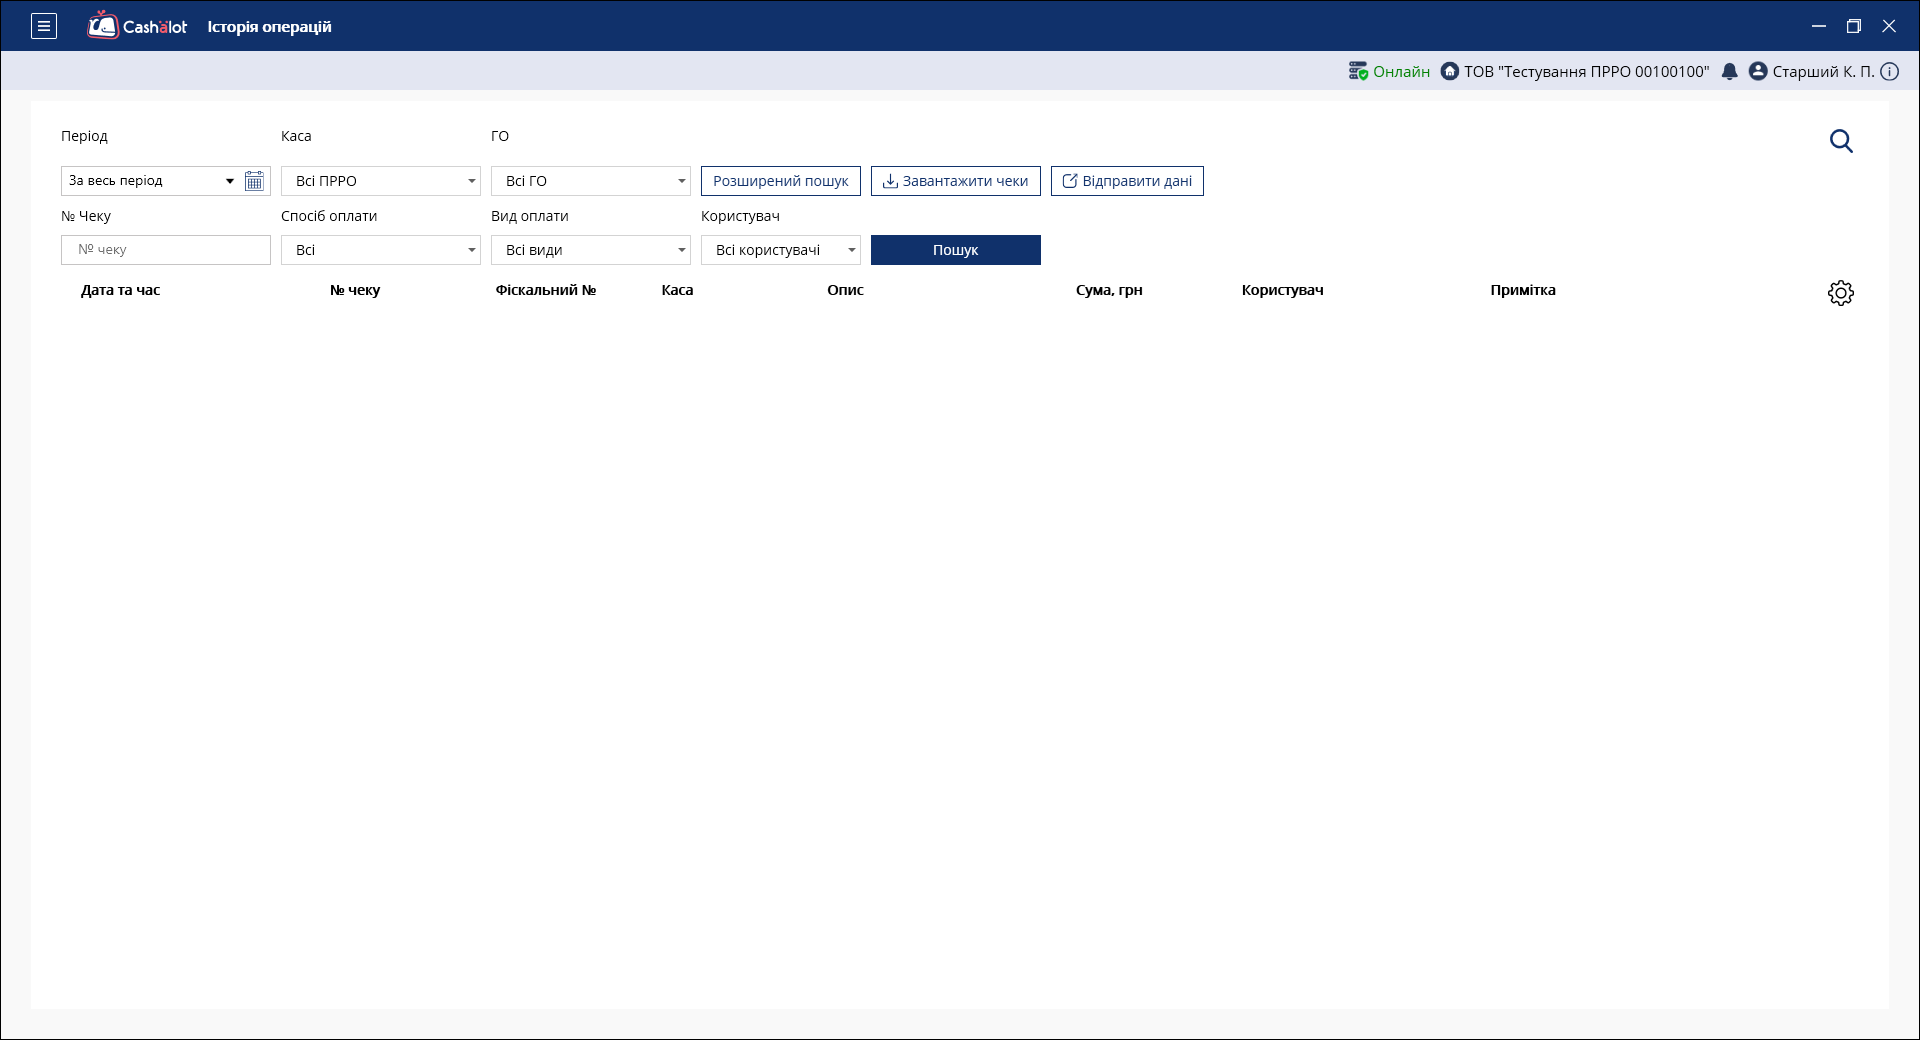 Cashalot Історія операцій
Онлайн ТОВ "Тестування ПРРО 00100100" Старший К. П.
Період Каса ГО
За весь період Всі ПРРО Всі ГО Розширений пошук Завантажити чеки Відправити дані
№ Чеку Спосіб оплати Вид оплати Користувач
№ чеку Всі Всі види Всі користувачі Пошук
Дата та час № чеку Фіскальний № Каса Опис Сума, грн Користувач Примітка